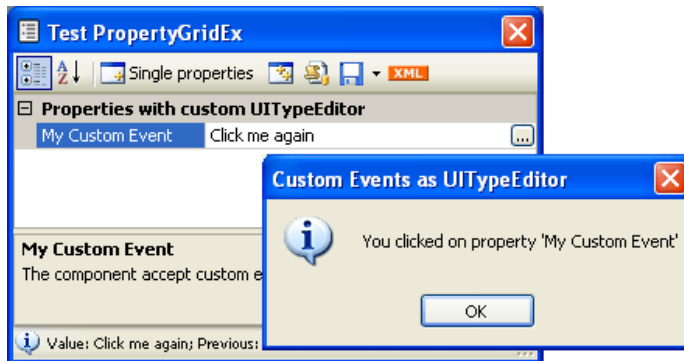 Test PropertyGridEx
A Z Single properties XML
Properties with custom UITypeEditor
My Custom Event Click me again ...
Custom Events as UITypeEditor
You clicked on property 'My Custom Event'
OK
My Custom Event
The component accept custom e
Value: Click me again; Previous: